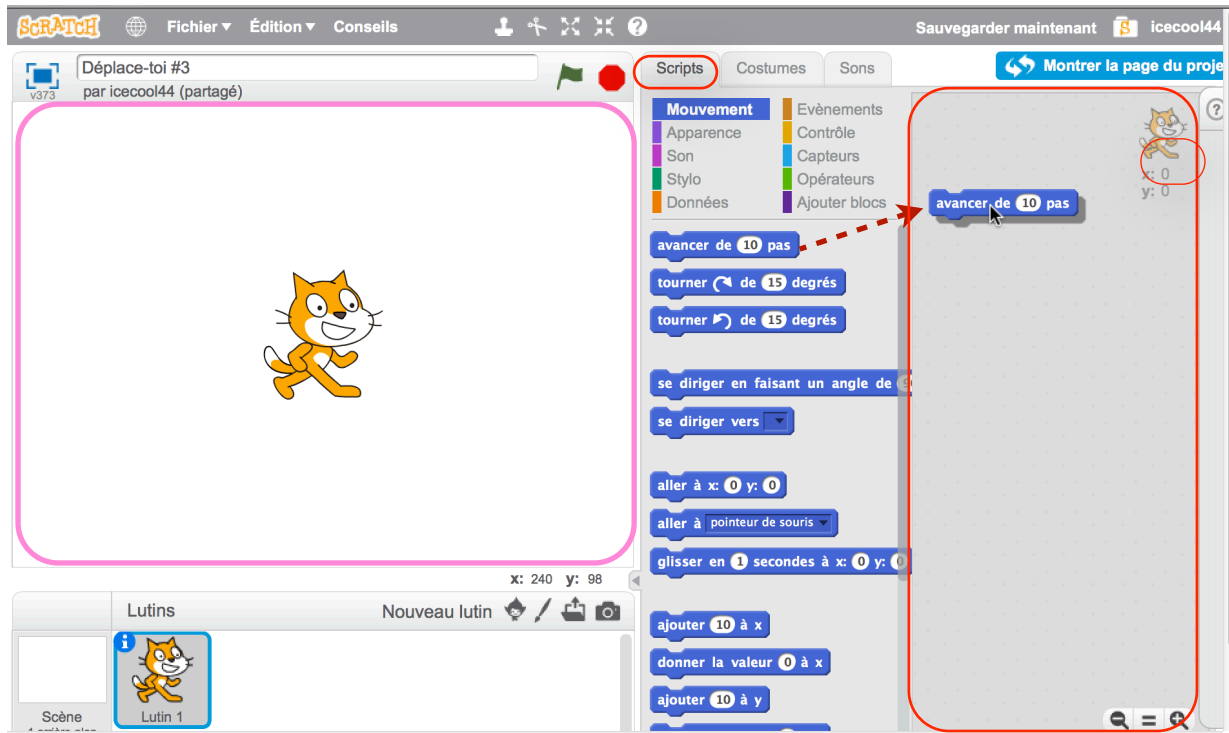 SCRATCH Fichier Édition Conseils Sauvegarder maintenant icecool44
v373 Déplace-toi #3
par icecool44 (partagé)
Scripts Costumes Sons Montrer la page du proje
Mouvement Evènements
Apparence Contrôle
Son Capteurs
Stylo Opérateurs
Données Ajouter blocs
x: 0
y: 0
avancer de 10 pas
avancer de 10 pas
tourner de 15 degrés
tourner de 15 degrés
se diriger en faisant un angle de
se diriger vers
aller à x: 0 y: 0
aller à pointeur de souris
glisser en 1 secondes à x: 0 y: 0
ajouter 10 à x
donner la valeur 0 à x
ajouter 10 à y
x: 240 y: 98
Lutins Nouveau lutin
Scène
Lutin 1